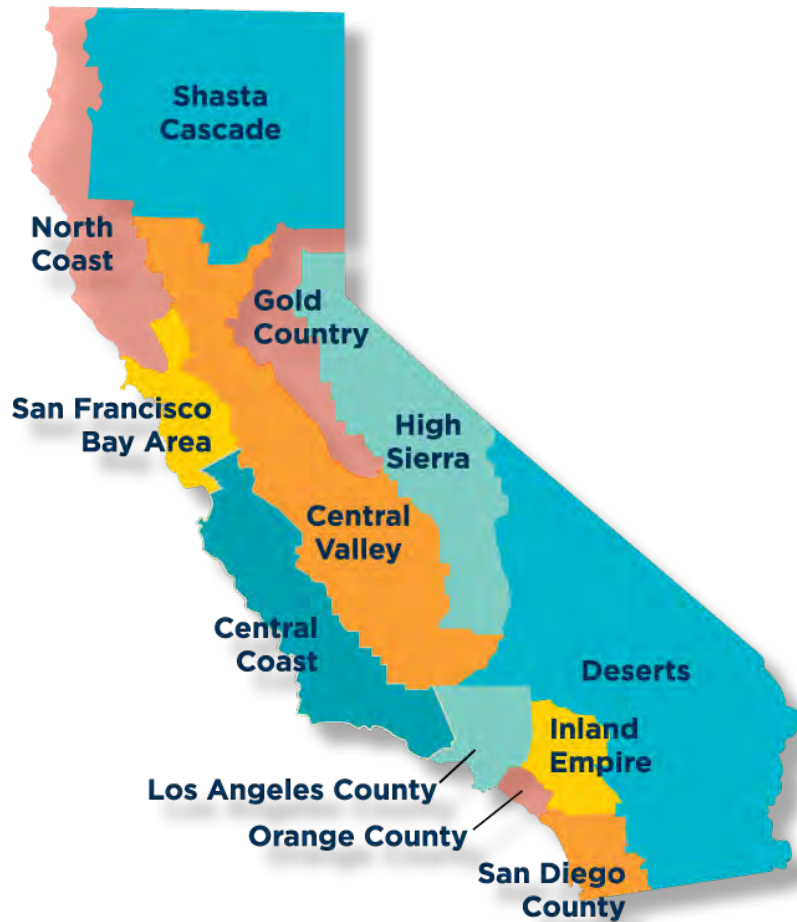 Shasta
Cascade
North
Coast
Gold
Country
San Francisco
Bay Area
High
Sierra
Central
Valley
Central
Coast
Deserts
Inland
Empire
Los Angeles County
Orange County
San Diego
County